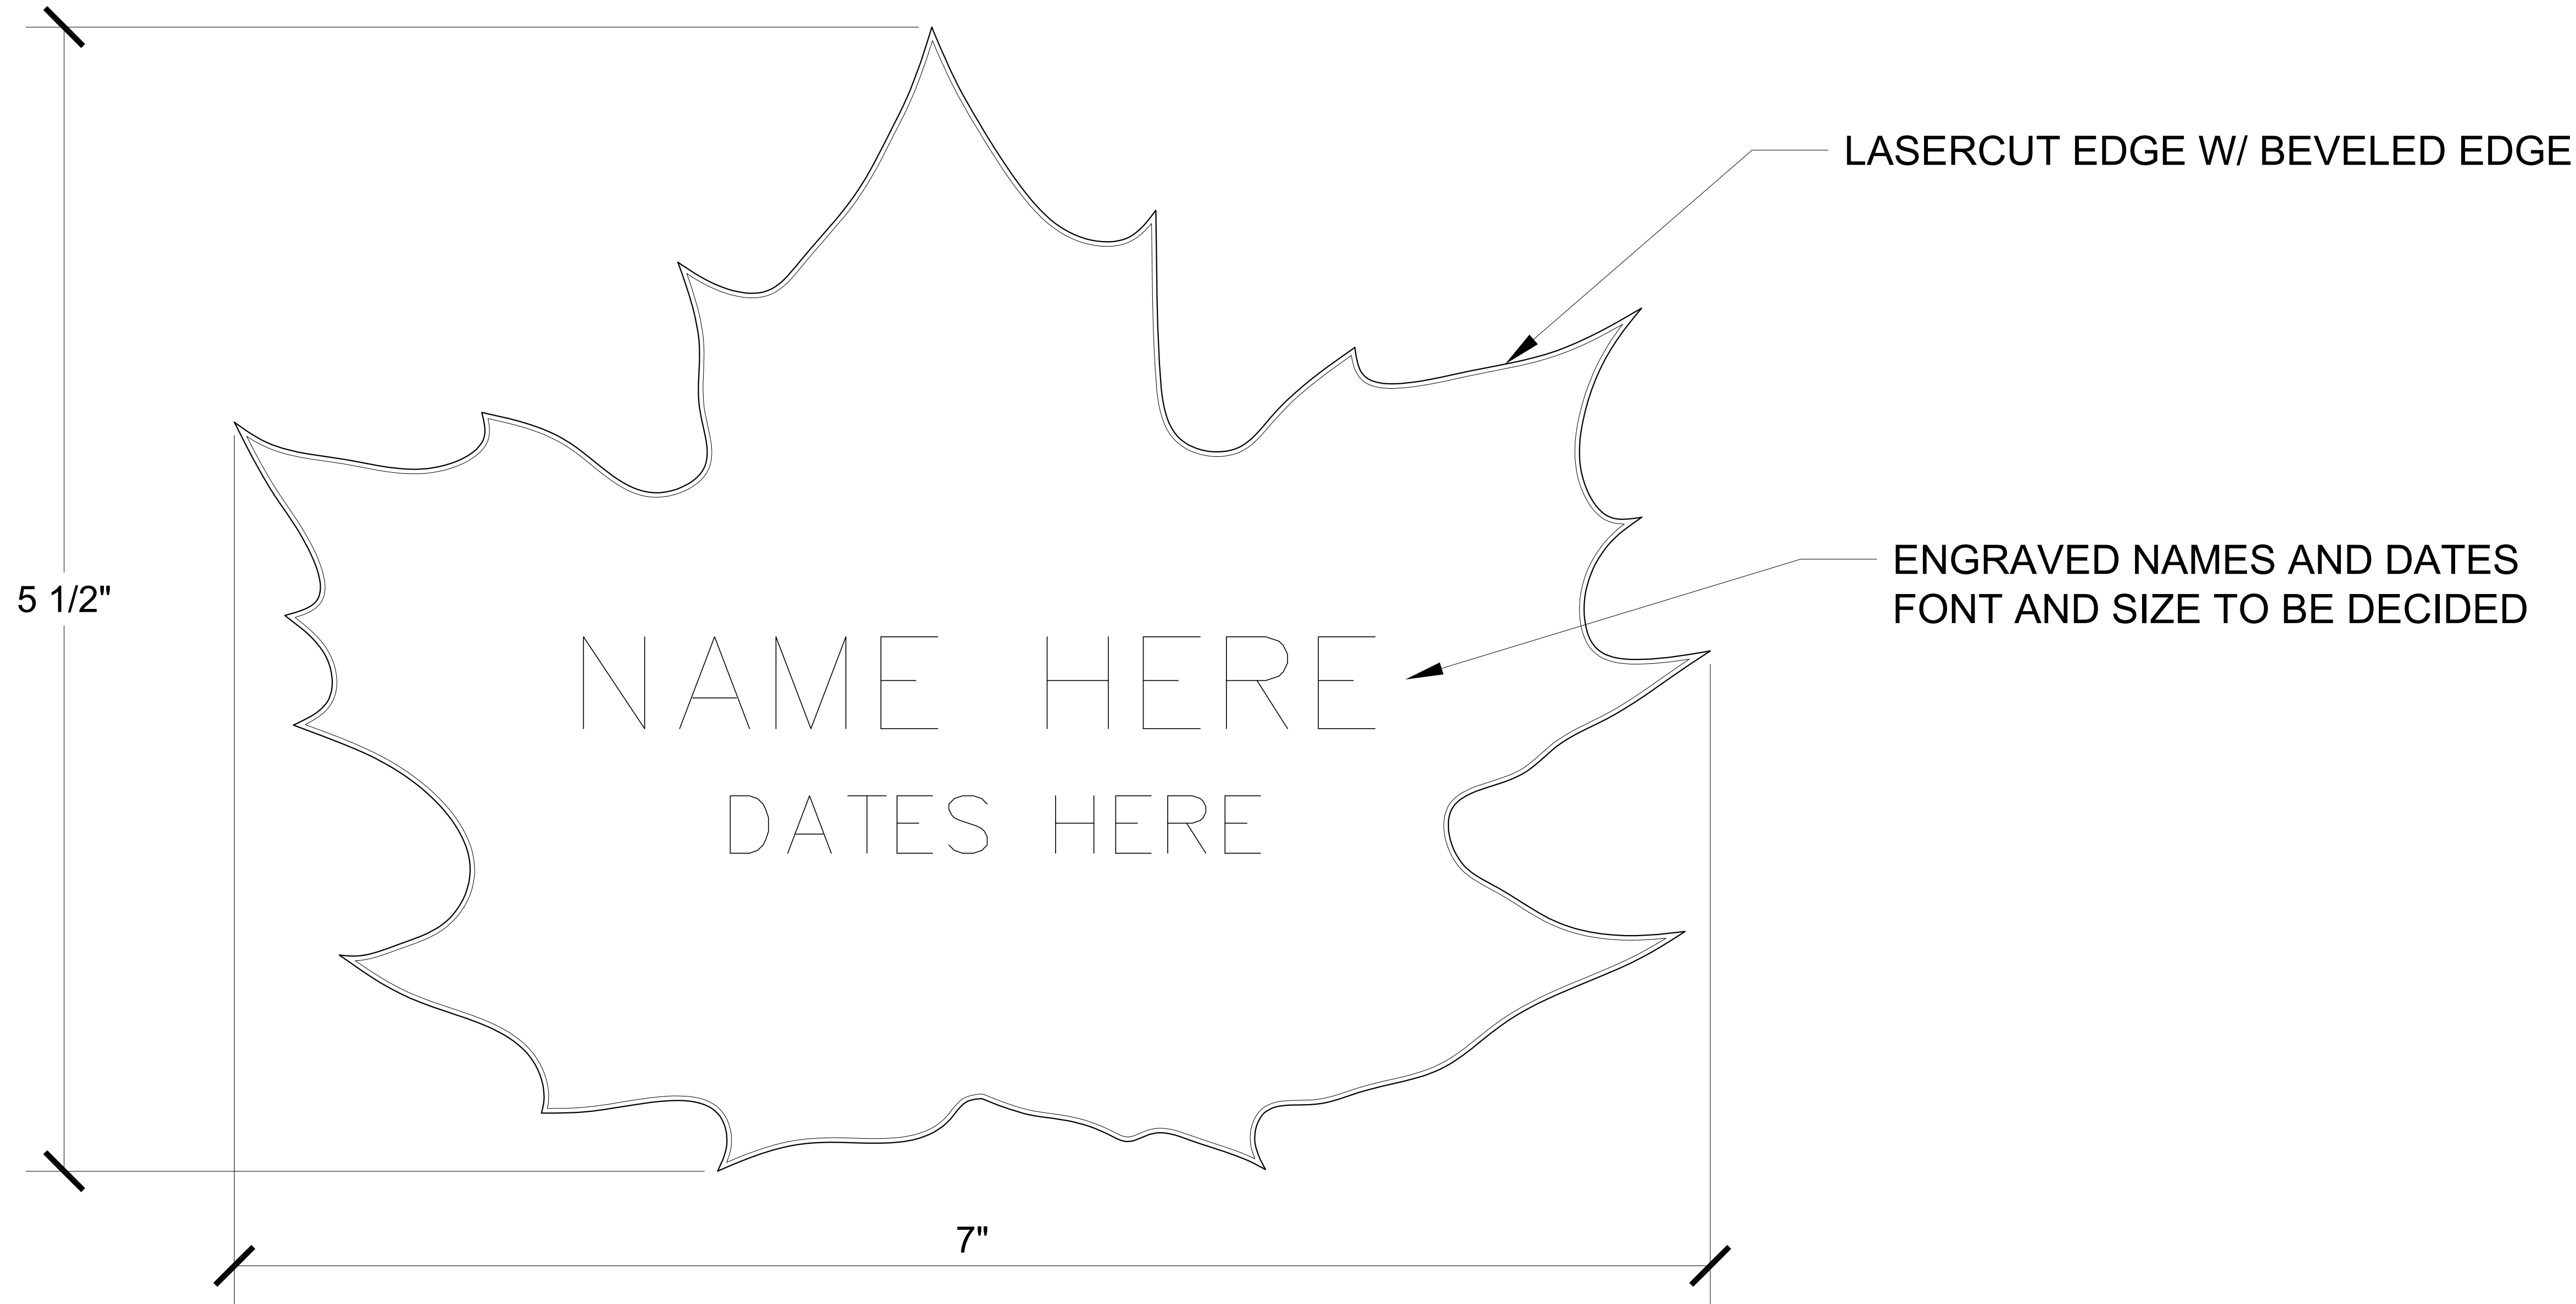 LASERCUT EDGE W/ BEVELED EDGE
ENGRAVED NAMES AND DATES
FONT AND SIZE TO BE DECIDED
5 1/2"
NAME HERE
DATES HERE
7"